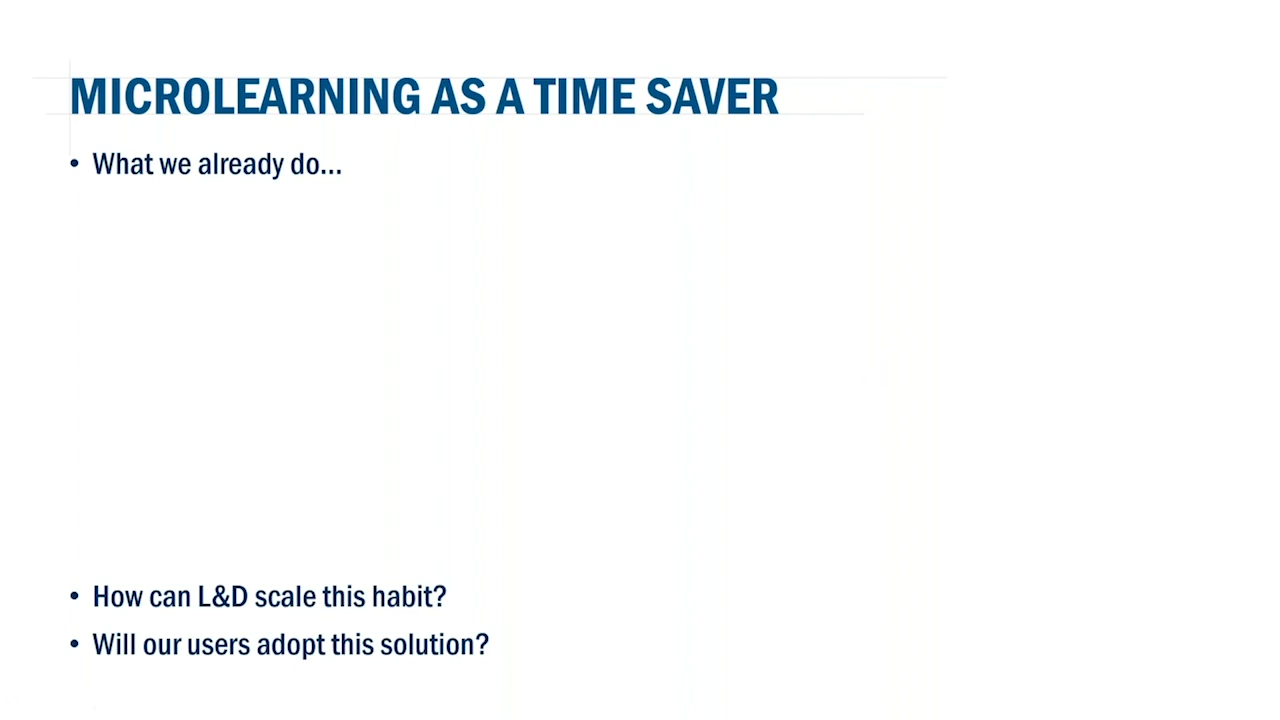 MICROLEARNING AS A TIME SAVER
• What we already do...
• How can L&D scale this habit?
• Will our users adopt this solution?